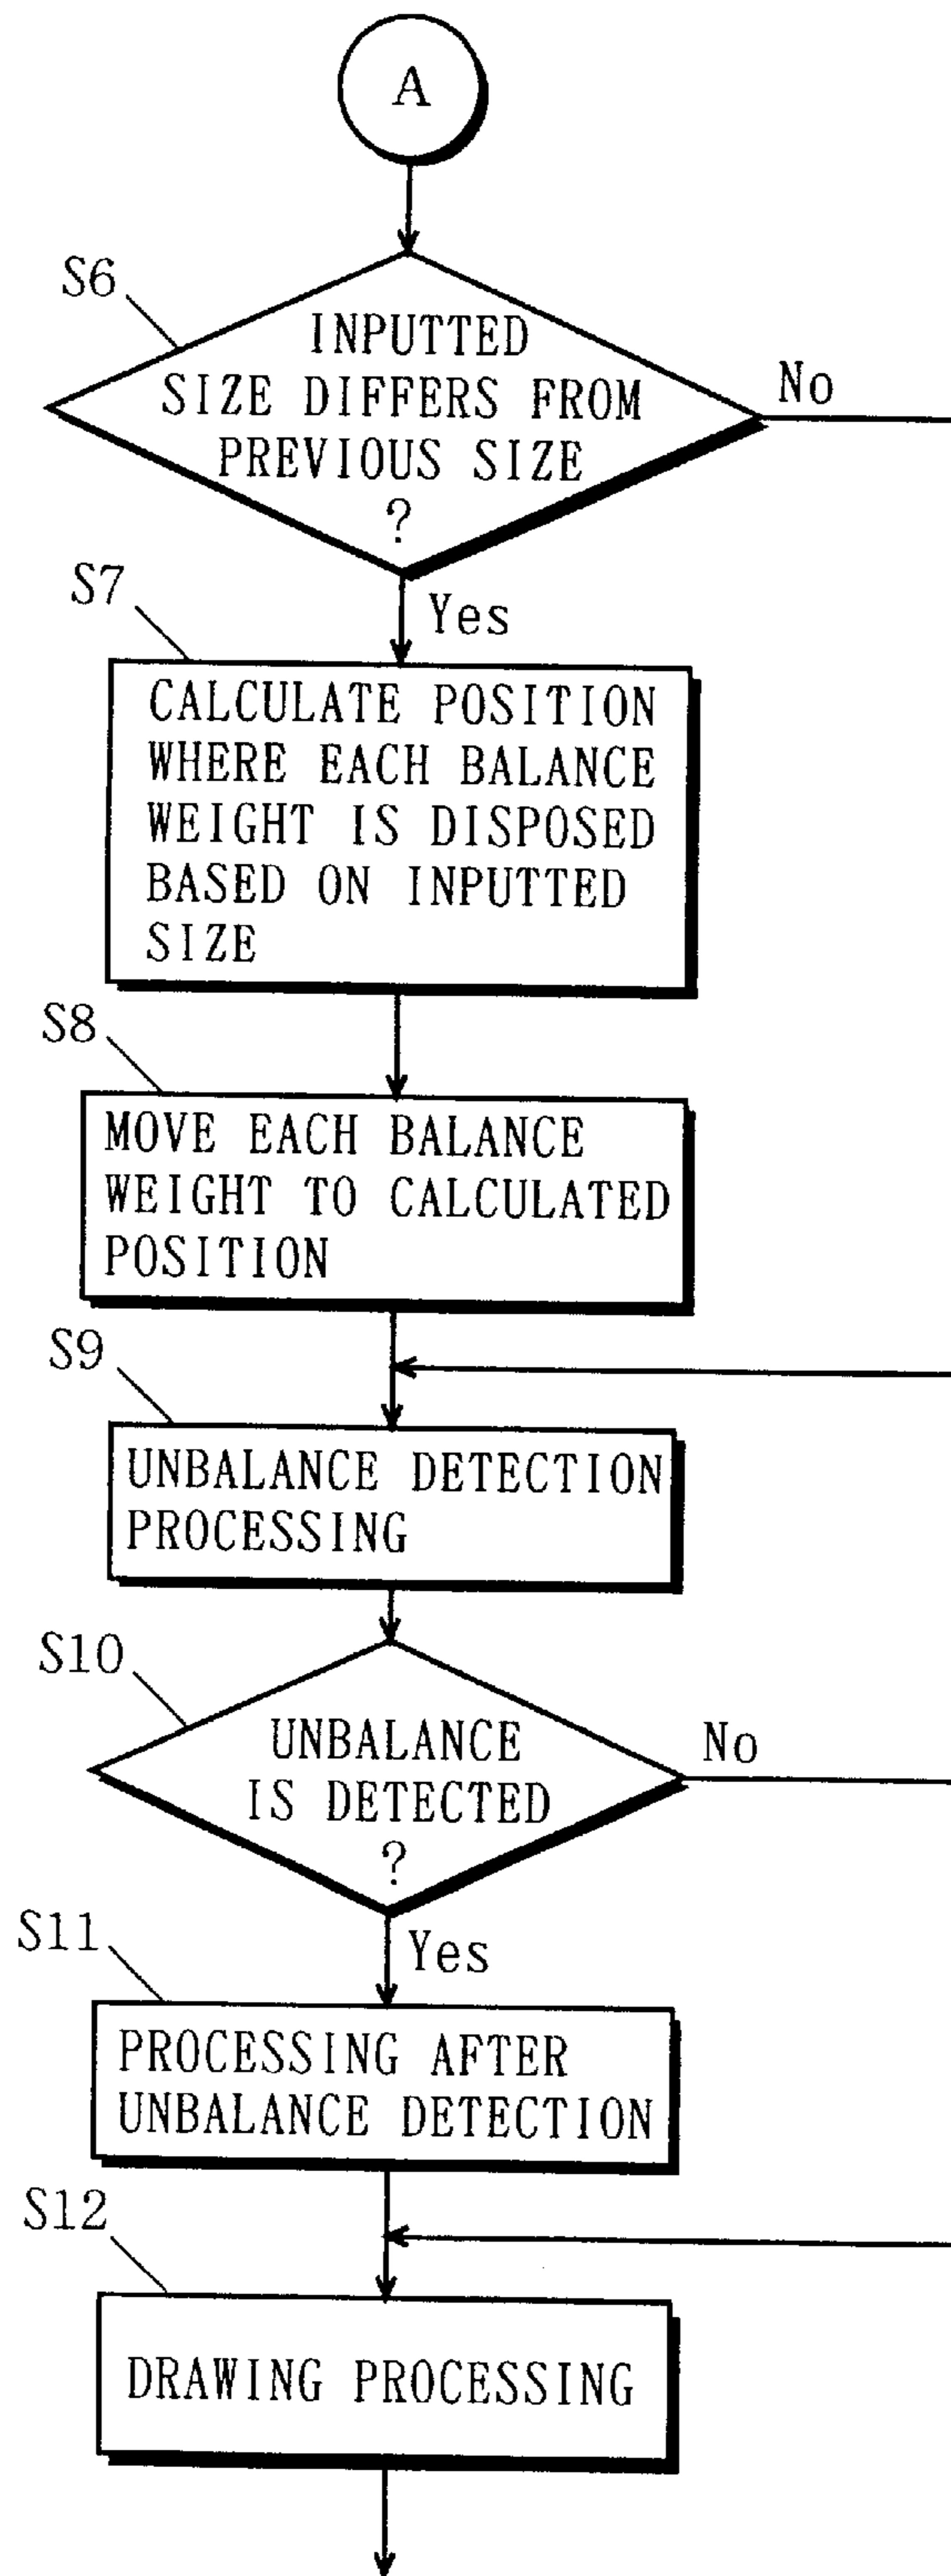 A
S6
INPUTTED
SIZE DIFFERS FROM
PREVIOUS SIZE
?
No
Yes
S7
CALCULATE POSITION
WHERE EACH BALANCE
WEIGHT IS DISPOSED
BASED ON INPUTTED
SIZE
S8
MOVE EACH BALANCE
WEIGHT TO CALCULATED
POSITION
S9
UNBALANCE DETECTION
PROCESSING
S10
UNBALANCE
IS DETECTED
?
No
Yes
S11
PROCESSING AFTER
UNBALANCE DETECTION
S12
DRAWING PROCESSING